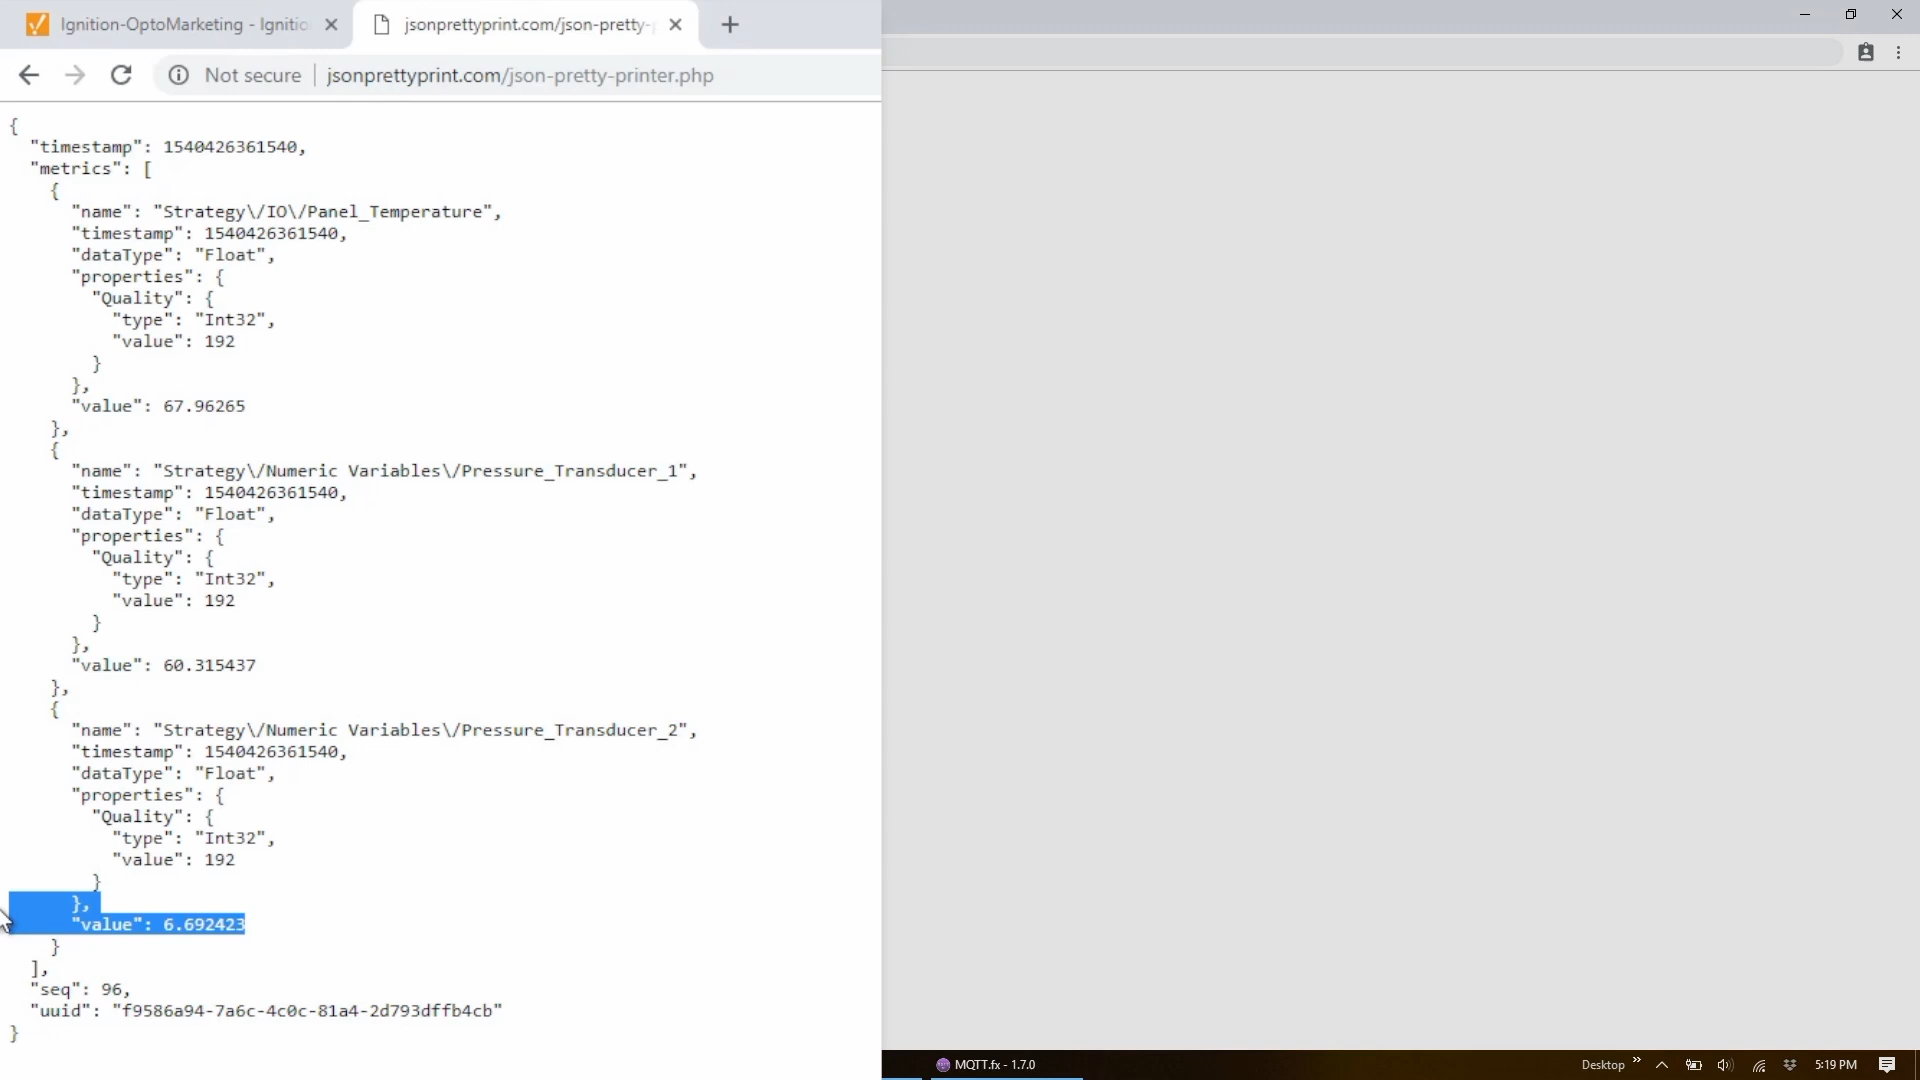 Ignition-OptoMarketing - Ignitio
jsonprettyprint.com/json-pretty-p
Not secure | jsonprettyprint.com/json-pretty-printer.php
{
"timestamp": 1540426361540,
"metrics": [
{
"name": "Strategy\/IO\/Panel_Temperature",
"timestamp": 1540426361540,
"dataType": "Float",
"properties": {
"Quality": {
"type": "Int32",
"value": 192
}
},
"value": 67.96265
},
{
"name": "Strategy\/Numeric Variables\/Pressure_Transducer_1",
"timestamp": 1540426361540,
"dataType": "Float",
"properties": {
"Quality": {
"type": "Int32",
"value": 192
}
},
"value": 60.315437
},
{
"name": "Strategy\/Numeric Variables\/Pressure_Transducer_2",
"timestamp": 1540426361540,
"dataType": "Float",
"properties": {
"Quality": {
"type": "Int32",
"value": 192
}
},
"value": 6.692423
}
],
"seq": 96,
"uuid": "f9586a94-7a6c-4c0c-81a4-2d793dffb4cb"
}
MQTT.fx - 1.7.0
Desktop » 5:19 PM